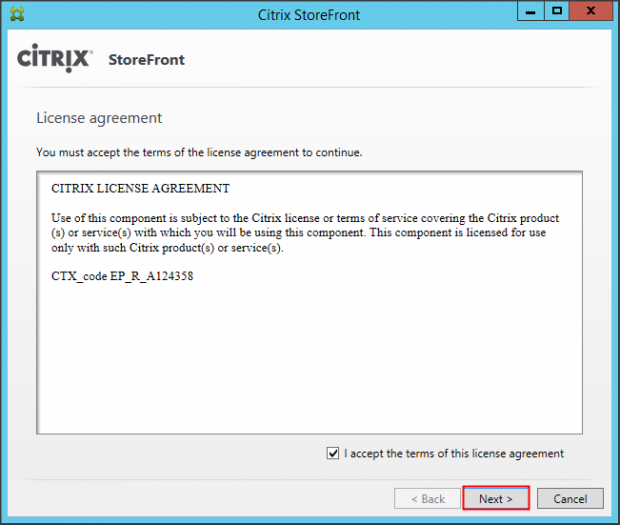 Citrix StoreFront
CİTRIX StoreFront
License agreement
You must accept the terms of the license agreement to continue.
CITRIX LICENSE AGREEMENT
Use of this component is subject to the Citrix license or terms of service covering the Citrix product
(s) or service(s) with which you will be using this component. This component is licensed for use
only with such Citrix product(s) or service(s).
CTX_code EP_R_A124358
I accept the terms of this license agreement
< Back Next > Cancel